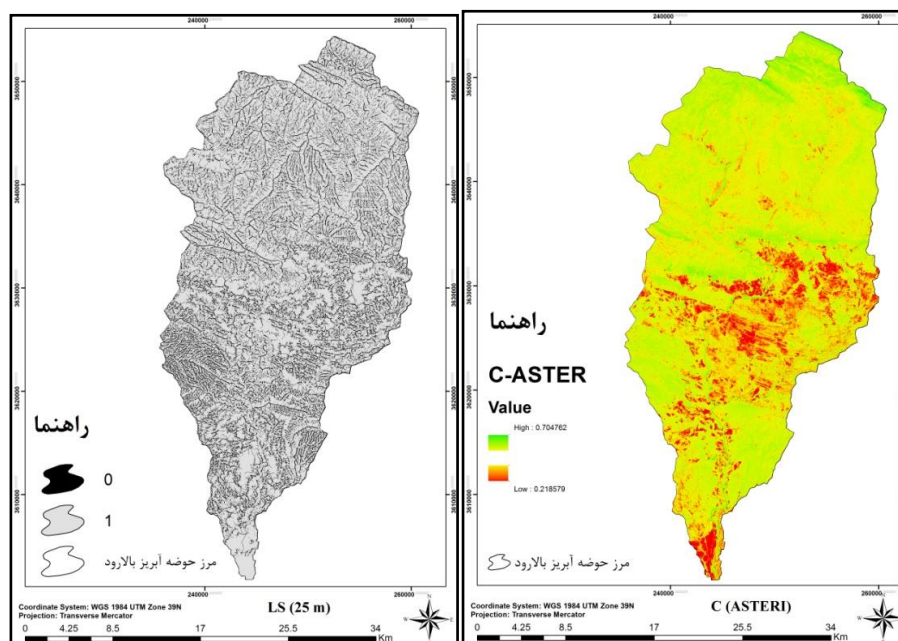 240000 260000
3650000
3640000
3630000
3620000
3610000
راهنما
0
1
مرز حوضه آبریز بالارود
Coordinate System: WGS 1984 UTM Zone 39N
Projection: Transverse Mercator
240000 260000
LS (25 m)
0 4.25 8.5 17 25.5 34
Km
N
W E
S
240000 260000
3650000
3640000
3630000
3620000
3610000
راهنما
C-ASTER
Value
High : 0.704762
Low : 0.218579
مرز حوضه آبریز بالارود
Coordinate System: WGS 1984 UTM Zone 39N
Projection: Transverse Mercator
240000 260000
C (ASTERI)
0 4.25 8.5 17 25.5 34
Km
N
W E
S